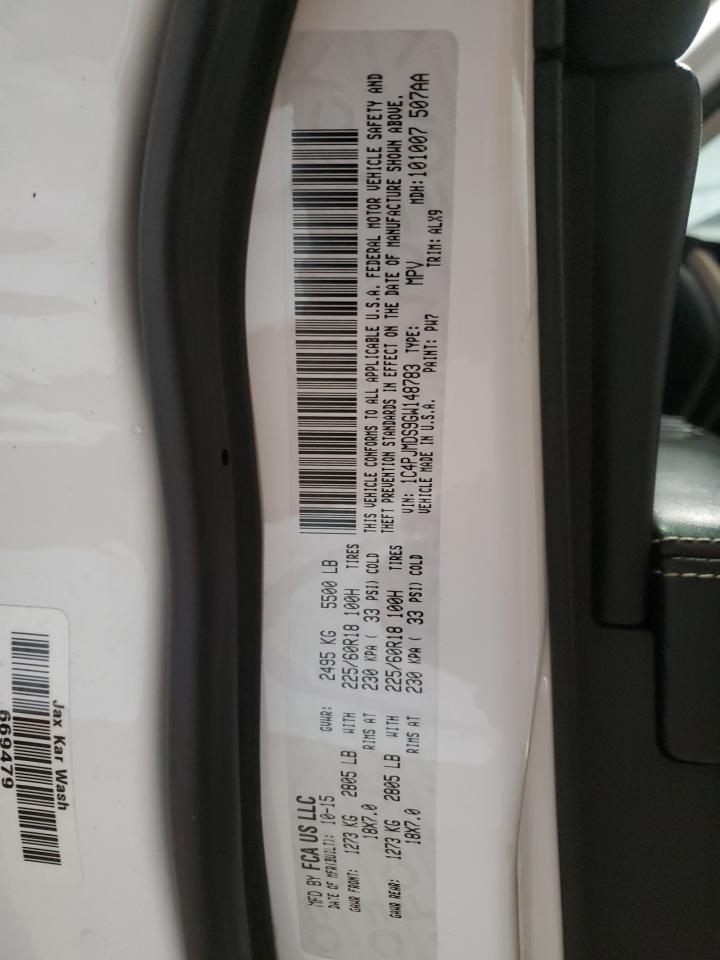 MFD BY FCA US LLC
DATE OF MFR(BUILT): 10-15 GVWR: 2495 KG 5500 LB
GAWR FRONT: 1273 KG 2805 LB WITH 225/60R18 100H TIRES
18X7.0 RIMS AT 230 KPA ( 33 PSI) COLD
GAWR REAR: 1273 KG 2805 LB WITH 225/60R18 100H TIRES
18X7.0 RIMS AT 230 KPA ( 33 PSI) COLD
THIS VEHICLE CONFORMS TO ALL APPLICABLE U.S.A. FEDERAL MOTOR VEHICLE SAFETY AND
THEFT PREVENTION STANDARDS IN EFFECT ON THE DATE OF MANUFACTURE SHOWN ABOVE.
VIN: 1C4PJMDS9GW148783 TYPE: MPV MDH:101007 507AA
VEHICLE MADE IN U.S.A. PAINT: PW7 TRIM: ALX9
Jax Kar Wash
669479